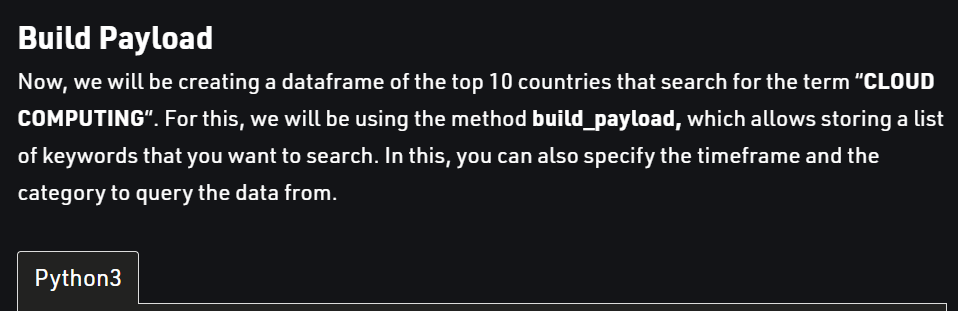 Build Payload
Now, we will be creating a dataframe of the top 10 countries that search for the term “CLOUD
COMPUTING“. For this, we will be using the method build_payload, which allows storing a list
of keywords that you want to search. In this, you can also specify the timeframe and the
category to query the data from.
Python3